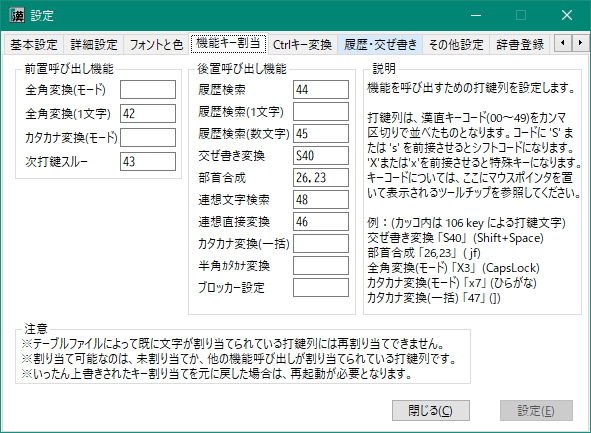 漢 設定
基本設定 詳細設定 フォントと色 機能キー割当 Ctrlキー変換 履歴・交ぜ書き その他設定 辞書登録
前置呼び出し機能
全角変換(モード)
全角変換(1文字) 42
カタカナ変換(モード)
次打鍵スルー 43
後置呼び出し機能
履歴検索 44
履歴検索(1文字)
履歴検索(数文字) 45
交ぜ書き変換 S40
部首合成 26,23
連想文字検索 48
連想直接変換 46
カタカナ変換(一括)
半角ｶﾀｶﾅ変換
ブロッカー設定
説明
機能を呼び出すための打鍵列を設定します。
打鍵列は、漢直キーコード(00～49)をカンマ
区切りで並べたものとなります。コードに 'S' ま
たは 's' を前接させるとシフトコードになります。
'X'または'x'を前接させると特殊キーになります。
キーコードについては、ここにマウスポインタを置
いて表示されるツールチップを参照してください。
例：(カッコ内は 106 key による打鍵文字)
交ぜ書き変換 「S40」 (Shift+Space)
部首合成 「26,23」 ( jf)
全角変換(モード) 「X3」 (CapsLock)
カタカナ変換(モード) 「x7」 (ひらがな)
カタカナ変換(一括) 「47」 (])
注意
※テーブルファイルによって既に文字が割り当てられている打鍵列には再割り当てできません。
※割り当て可能なのは、未割り当てか、他の機能呼び出しが割り当てられている打鍵列です。
※いったん上書きされたキー割り当てを元に戻した場合は、再起動が必要となります。
閉じる(C) 設定(E)